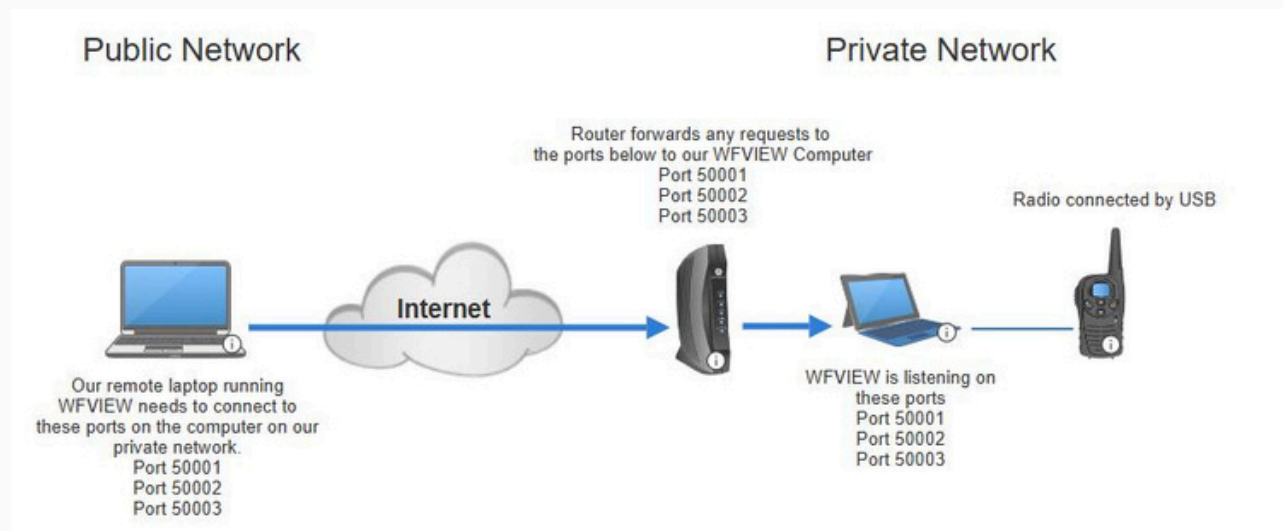 Public Network
Private Network
Router forwards any requests to
the ports below to our WFVIEW Computer
Port 50001
Port 50002
Port 50003
Radio connected by USB
Internet
Our remote laptop running
WFVIEW needs to connect to
these ports on the computer on our
private network.
Port 50001
Port 50002
Port 50003
WFVIEW is listening on
these ports
Port 50001
Port 50002
Port 50003